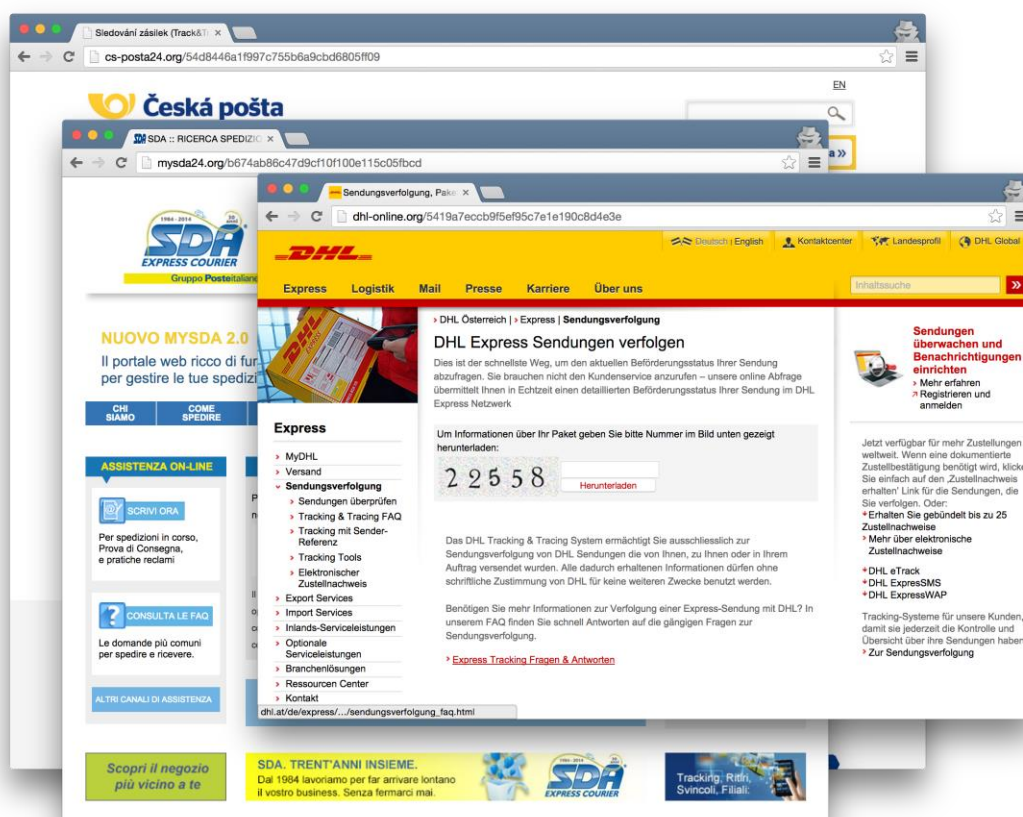 Sledování zásilek (Track&T
cs-posta24.org/54d8446a1f997c755b6a9cbd6805ff09
EN
Česká pošta
SDA :: RICERCA SPEDIZIO
mysda24.org/b674ab86c47d9cf10f100e115c05fbcd
1984 - 2014
SDA
EXPRESS COURIER
Gruppo Posteitaliane
NUOVO MYSDA 2.0
Il portale web ricco di fun
per gestire le tue spedizi
CHI SIAMO
COME SPEDIRE
ASSISTENZA ON-LINE
SCRIVI ORA
Per spedizioni in corso,
Prova di Consegna,
e pratiche reclami
CONSULTA LE FAQ
Le domande più comuni
per spedire e ricevere.
ALTRI CANALI DI ASSISTENZA
Scopri il negozio
più vicino a te
SDA. TRENT'ANNI INSIEME.
Dal 1984 lavoriamo per far arrivare lontano
il vostro business. Senza fermarci mai.
SDA
EXPRESS COURIER
Tracking, Ritiri,
Svincoli, Filiali:
Sendungsverfolgung, Pake
dhl-online.org/5419a7eccb9f5ef95c7e1e190c8d4e3e
DHL
Deutsch | English
Kontaktcenter
Landesprofil
DHL Global
Express Logistik Mail Presse Karriere Über uns
Inhaltssuche
› DHL Österreich | › Express | Sendungsverfolgung
DHL Express Sendungen verfolgen
Dies ist der schnellste Weg, um den aktuellen Beförderungsstatus Ihrer Sendung
abzufragen. Sie brauchen nicht den Kundenservice anzurufen – unsere online Abfrage
übermittelt Ihnen in Echtzeit einen detaillierten Beförderungsstatus Ihrer Sendung im DHL
Express Netzwerk
Um Informationen über Ihr Paket geben Sie bitte Nummer im Bild unten gezeigt
herunterladen:
22558
Herunterladen
Das DHL Tracking & Tracing System ermächtigt Sie ausschliesslich zur
Sendungsverfolgung von DHL Sendungen die von Ihnen, zu Ihnen oder in Ihrem
Auftrag versendet wurden. Alle dadurch erhaltenen Informationen dürfen ohne
schriftliche Zustimmung von DHL für keine weiteren Zwecke benutzt werden.
Benötigen Sie mehr Informationen zur Verfolgung einer Express-Sendung mit DHL? In
unserem FAQ finden Sie schnell Antworten auf die gängigen Fragen zur
Sendungsverfolgung.
› Express Tracking Fragen & Antworten
Express
› MyDHL
› Versand
Sendungsverfolgung
› Sendungen überprüfen
› Tracking & Tracing FAQ
› Tracking mit Sender-
Referenz
› Tracking Tools
› Elektronischer
Zustellnachweis
› Export Services
› Import Services
› Inlands-Serviceleistungen
› Optionale
Serviceleistungen
› Branchenlösungen
› Ressourcen Center
› Kontakt
dhl.at/de/express/.../sendungsverfolgung_faq.html
Sendungen
überwachen und
Benachrichtigungen
einrichten
› Mehr erfahren
Registrieren und
anmelden
Jetzt verfügbar für mehr Zustellungen
weltweit. Wenn eine dokumentierte
Zustellbestätigung benötigt wird, klicke
Sie einfach auf den ‚Zustellnachweis
erhalten' Link für die Sendungen, die
Sie verfolgen. Oder:
Erhalten Sie gebündelt bis zu 25
Zustellnachweise
› Mehr über elektronische
Zustellnachweise
DHL eTrack
DHL ExpresSMS
DHL ExpressWAP
Tracking-Systeme für unsere Kunden,
damit sie jederzeit die Kontrolle und
Übersicht über ihre Sendungen haben
› Zur Sendungsverfolgung